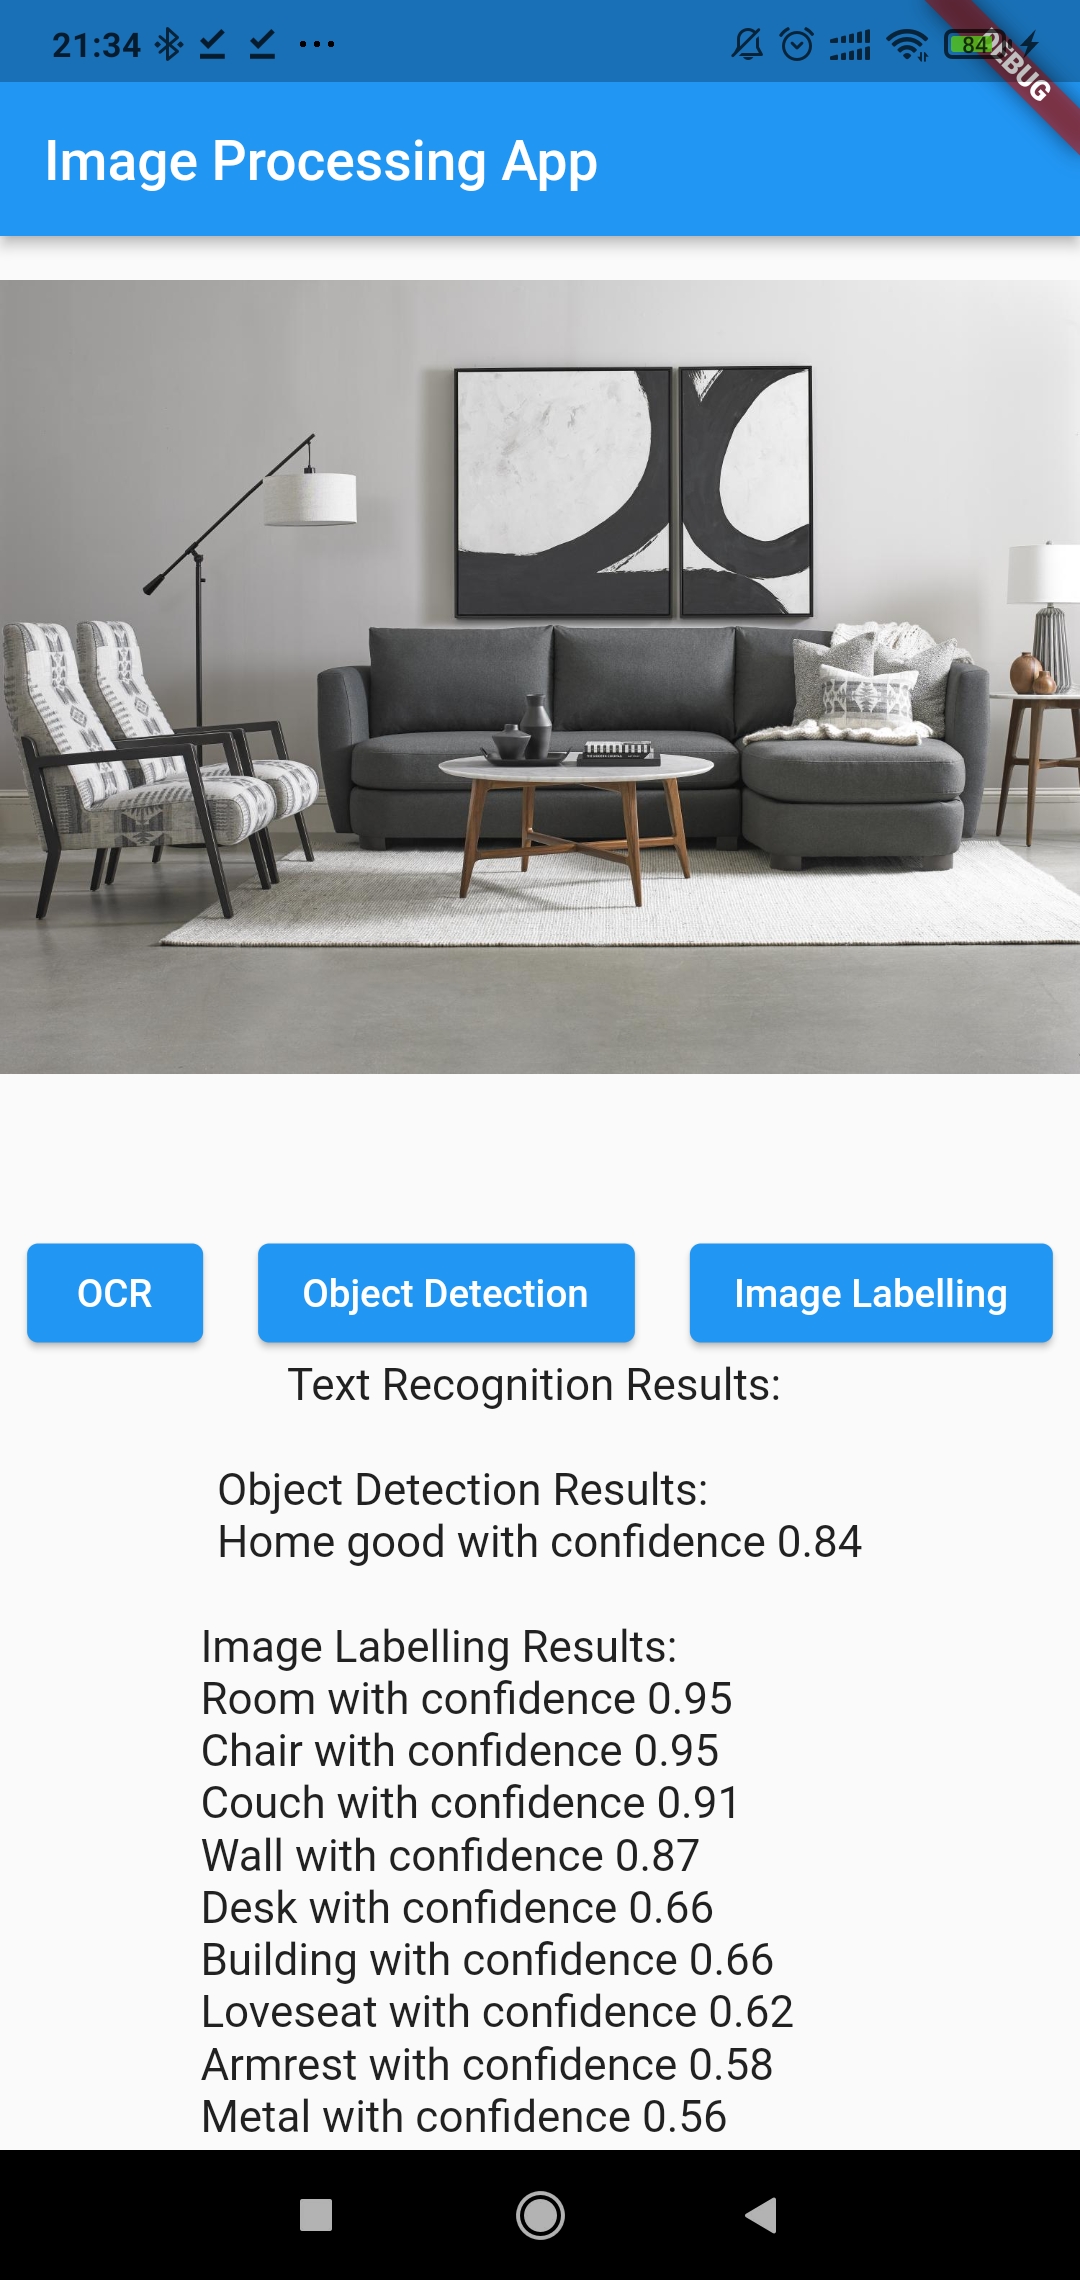 21:34
84
DEBUG
Image Processing App
OCR
Object Detection
Image Labelling
Text Recognition Results:
Object Detection Results:
Home good with confidence 0.84
Image Labelling Results:
Room with confidence 0.95
Chair with confidence 0.95
Couch with confidence 0.91
Wall with confidence 0.87
Desk with confidence 0.66
Building with confidence 0.66
Loveseat with confidence 0.62
Armrest with confidence 0.58
Metal with confidence 0.56